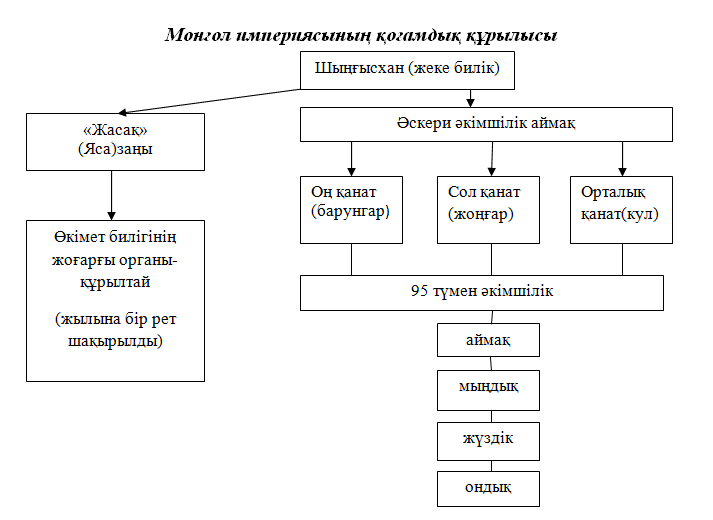 Монгол империясының қоғамдық құрылысы
Шыңғысхан (жеке билік)
«Жасақ»
(Яса)заңы
Әскери әкімшілік аймақ
Оң қанат
(барунгар)
Сол қанат
(жоңғар)
Орталық
қанат(кул)
Өкімет билігінің
жоғарғы органы-
құрылтай
(жылына бір рет
шақырылды)
95 түмен әкімшілік
аймақ
мыңдық
жүздік
ондық